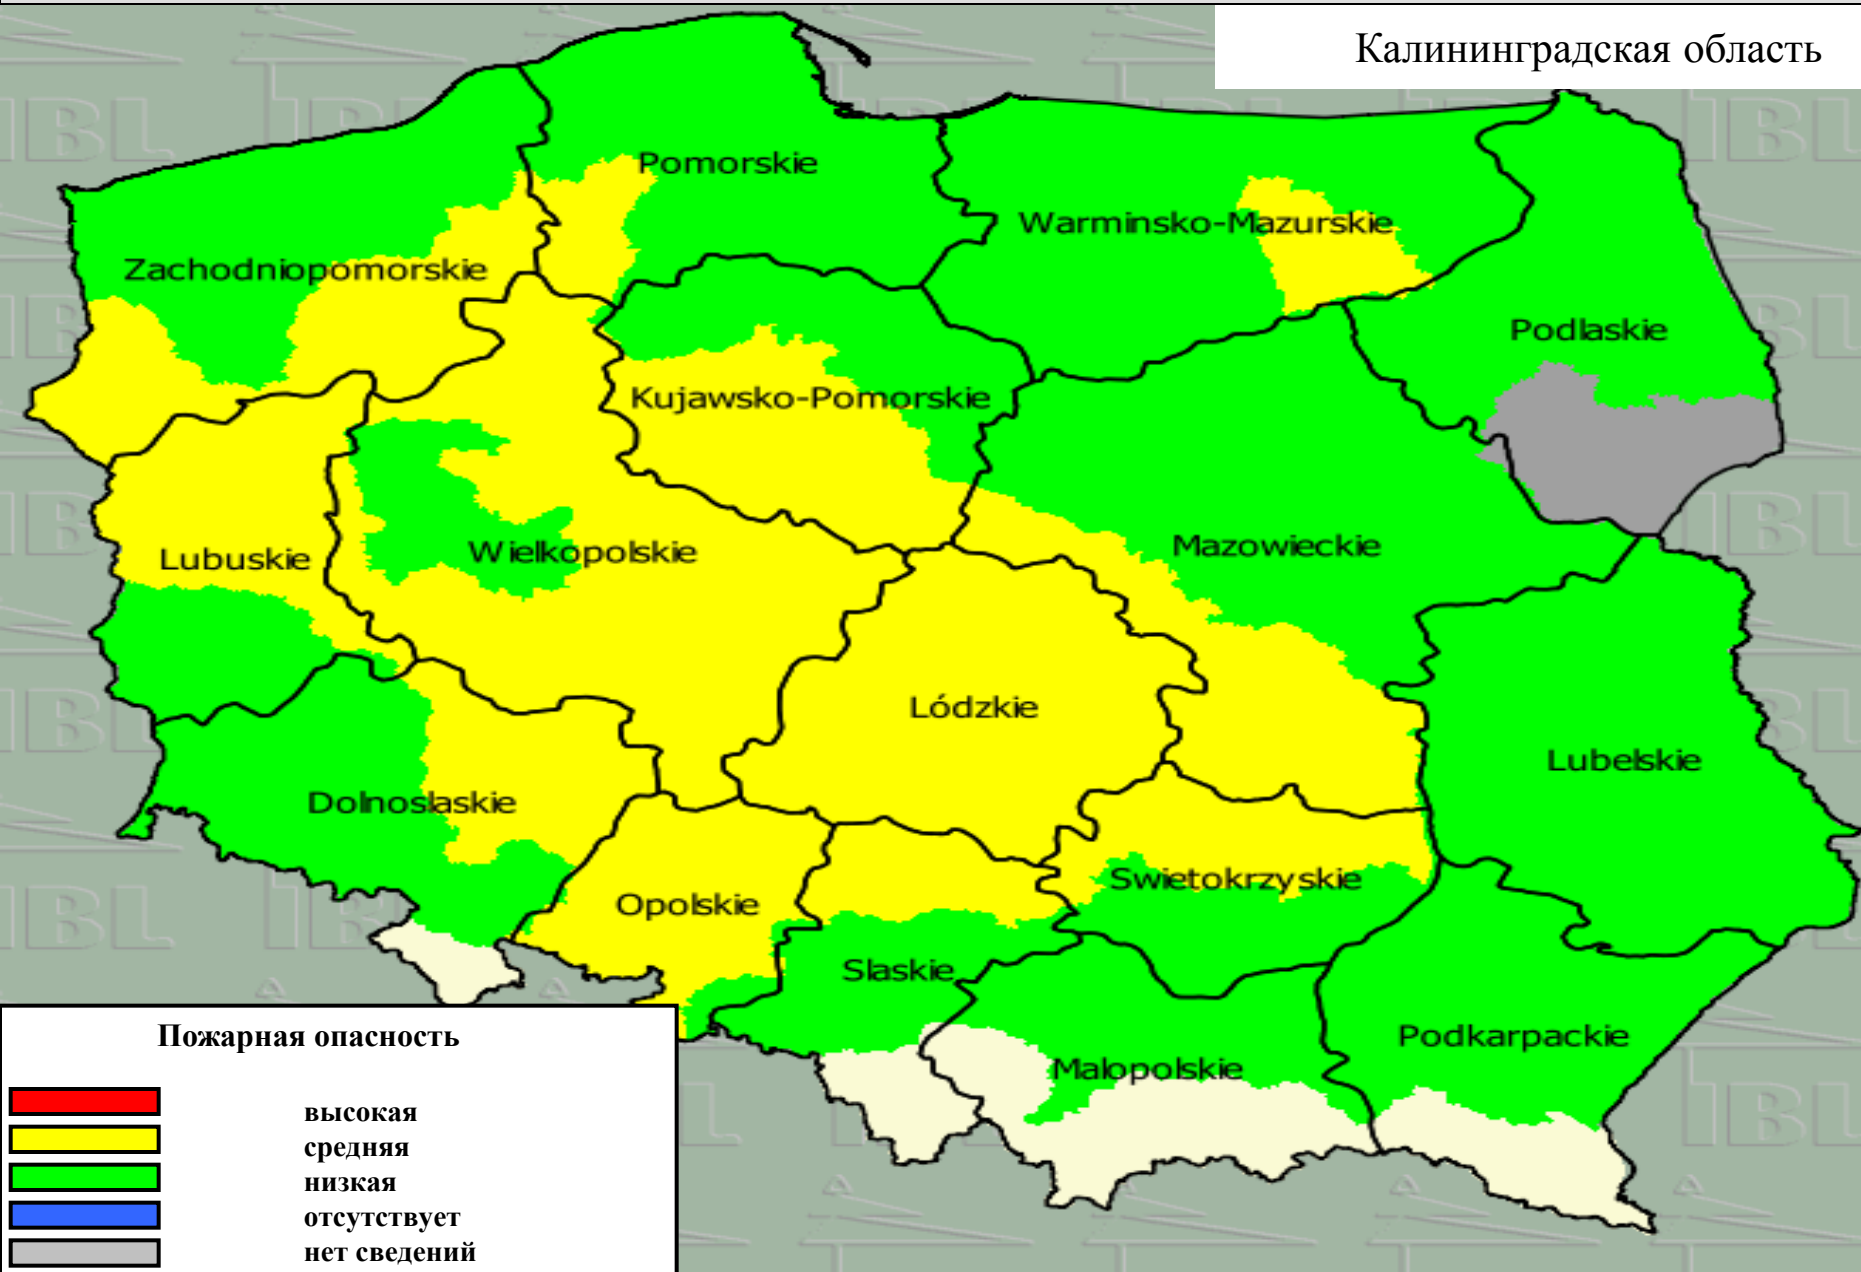 Калининградская область
Pomorskie
Warminsko-Mazurskie
Zachodniopomorskie
Podlaskie
Kujawsko-Pomorskie
Mazowieckie
Wielkopolskie
Lubuskie
Lódzkie
Lubelskie
Dolnoslaskie
Swietokrzyskie
Opolskie
Slaskie
Podkarpackie
Malopolskie
Пожарная опасность
высокая
средняя
низкая
отсутствует
нет сведений
IBL